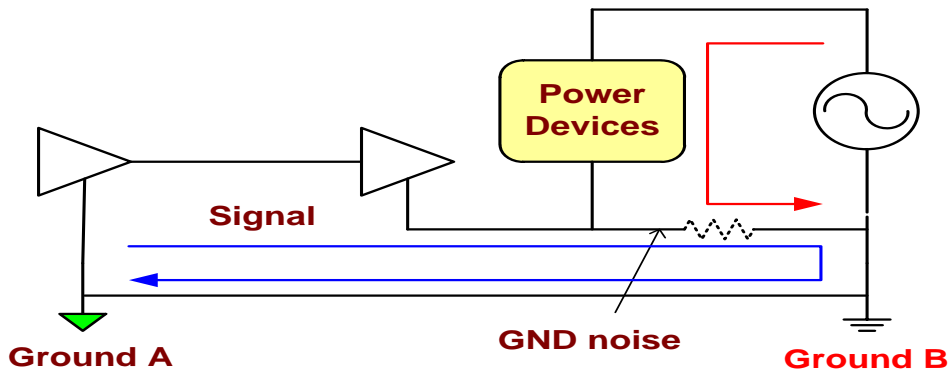 Power
Devices
Signal
GND noise
Ground A
Ground B